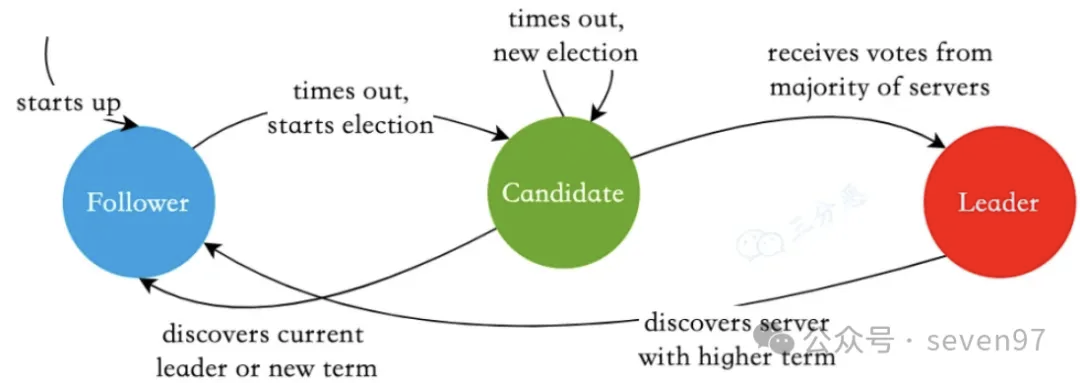 times out,
new election
receives votes from
majority of servers
starts up
times out,
starts election
Follower
Candidate
Leader
三分恶
discovers current
leader or new term
discovers server
with higher term
公众号 · seven97